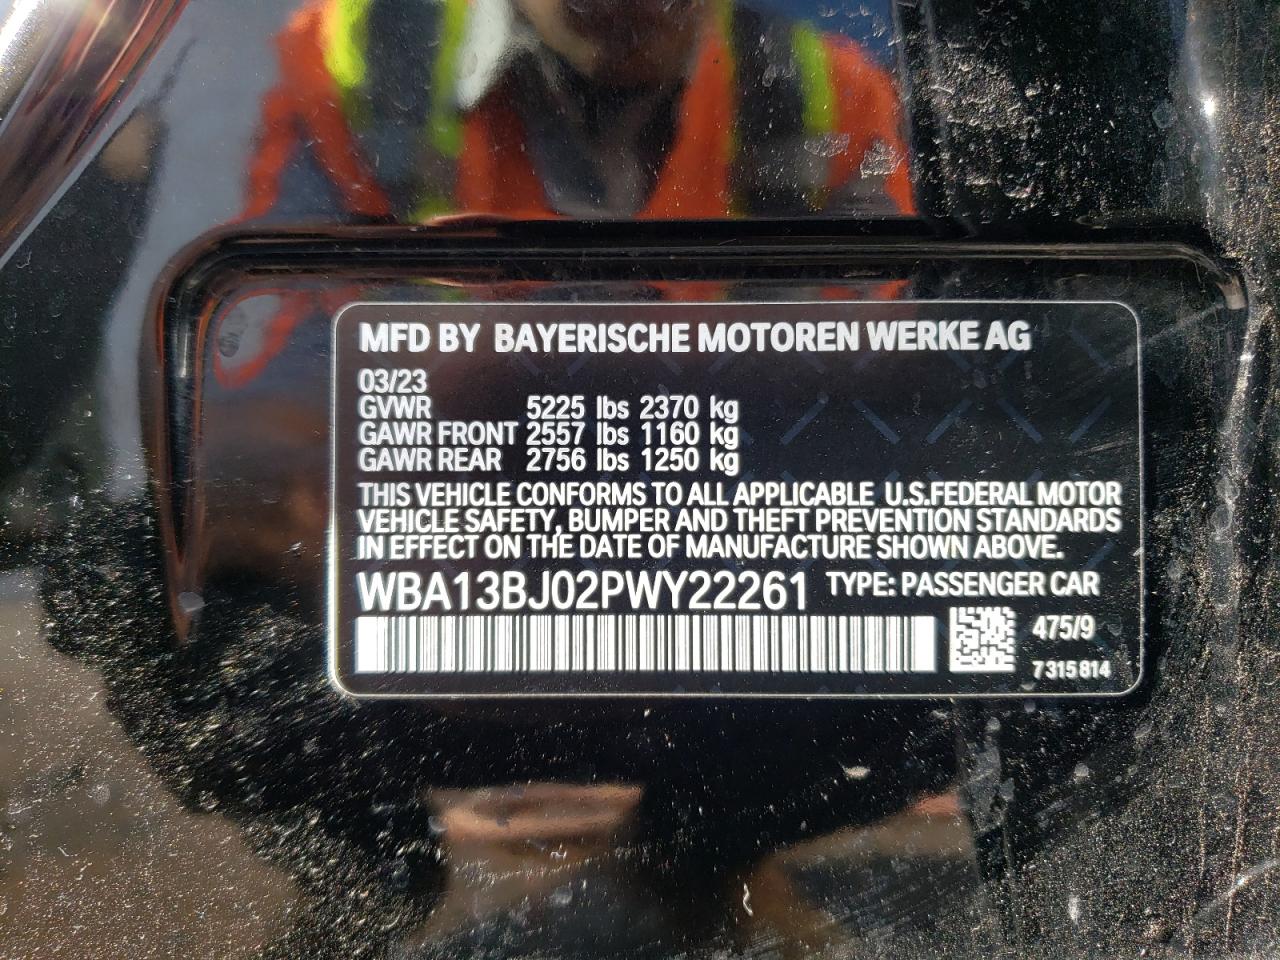 MFD BY BAYERISCHE MOTOREN WERKE AG
03/23
GVWR 5225 lbs 2370 kg
GAWR FRONT 2557 lbs 1160 kg
GAWR REAR 2756 lbs 1250 kg
THIS VEHICLE CONFORMS TO ALL APPLICABLE U.S.FEDERAL MOTOR
VEHICLE SAFETY, BUMPER AND THEFT PREVENTION STANDARDS
IN EFFECT ON THE DATE OF MANUFACTURE SHOWN ABOVE.
WBA13BJ02PWY22261 TYPE: PASSENGER CAR
475/9
7 315 814